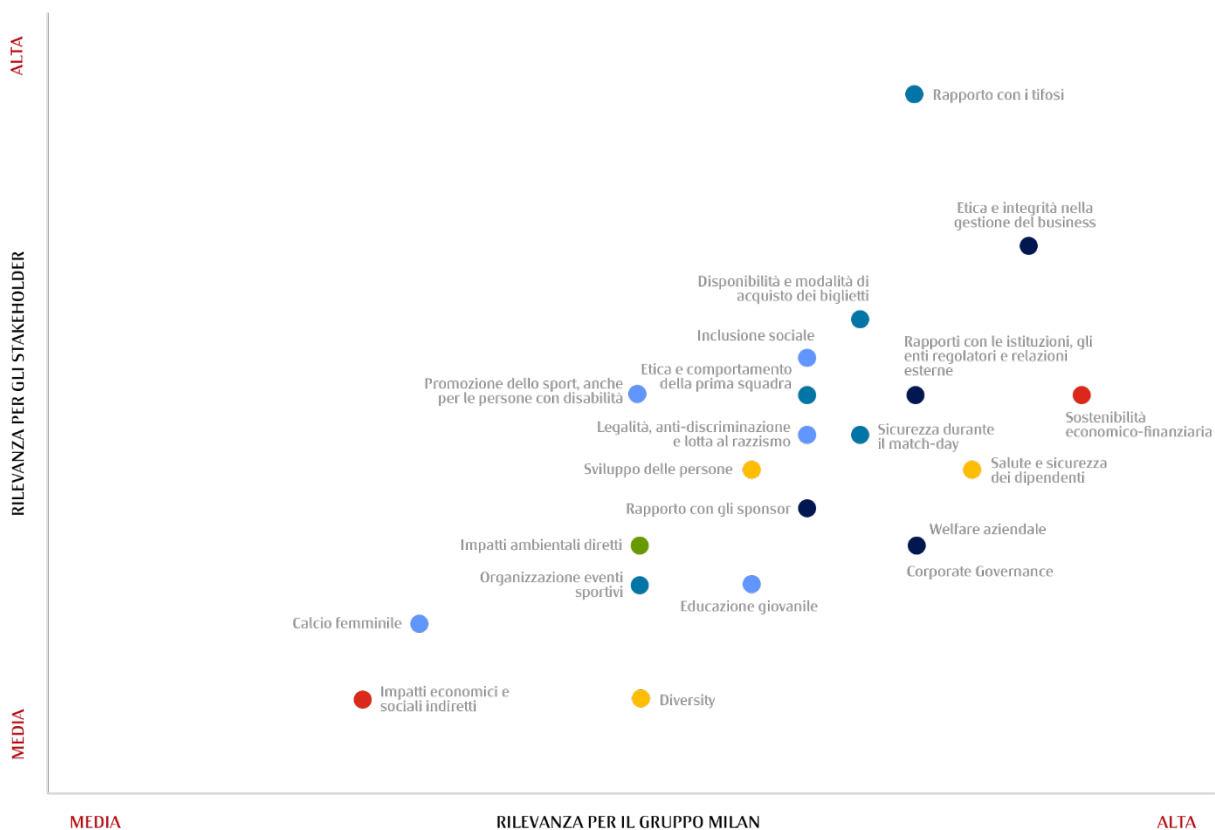 ALTA
Rapporto con i tifosi
Etica e integrità nella
gestione del business
RILEVANZA PER GLI STAKEHOLDER
Disponibilità e modalità di
acquisto dei biglietti
Inclusione sociale
Rapporti con le istituzioni, gli
enti regolatori e relazioni
esterne
Etica e comportamento
della prima squadra
Promozione dello sport, anche
per le persone con disabilità
Sostenibilità
economico-finanziaria
Legalità, anti-discriminazione
e lotta al razzismo
Sicurezza durante
il match-day
Sviluppo delle persone
Salute e sicurezza
dei dipendenti
Rapporto con gli sponsor
Welfare aziendale
Impatti ambientali diretti
Corporate Governance
Organizzazione eventi
sportivi
Educazione giovanile
Calcio femminile
Impatti economici e
sociali indiretti
Diversity
MEDIA
MEDIA
RILEVANZA PER IL GRUPPO MILAN
ALTA